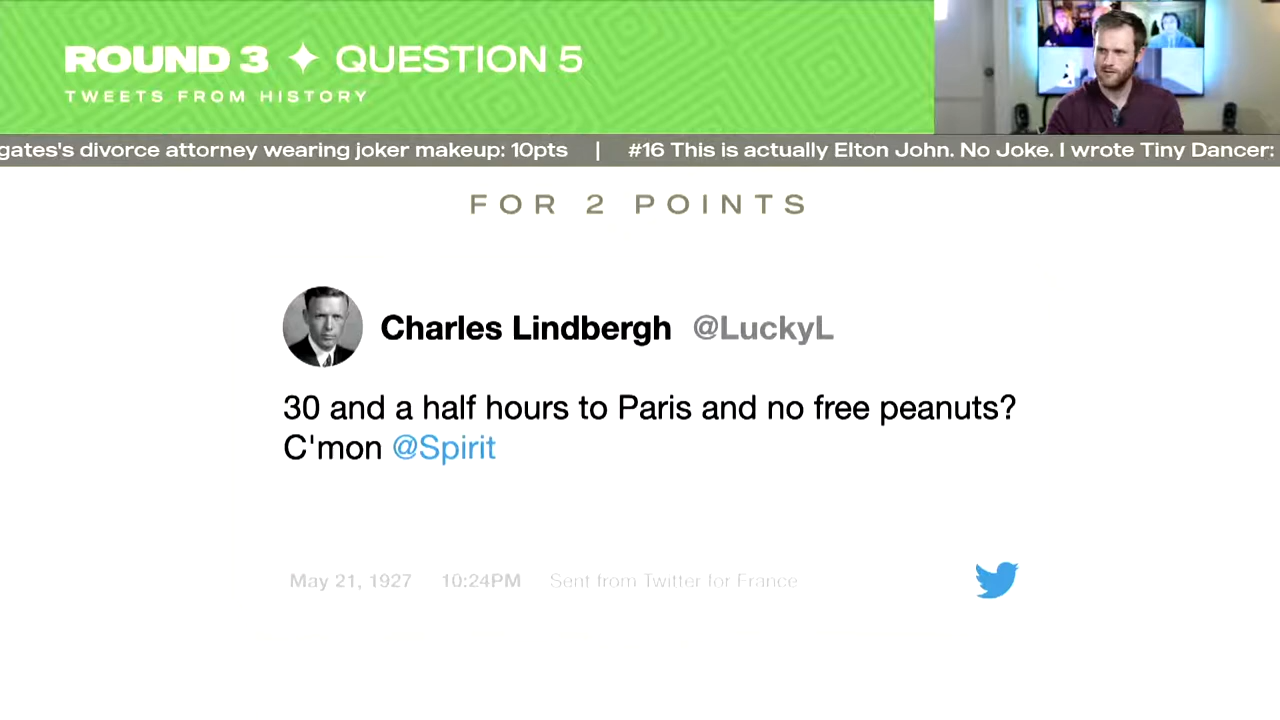 ROUND 3 ✦ QUESTION 5
TWEETS FROM HISTORY
gates's divorce attorney wearing joker makeup: 10pts | #16 This is actually Elton John. No Joke. I wrote Tiny Dancer:
FOR 2 POINTS
Charles Lindbergh @LuckyL
30 and a half hours to Paris and no free peanuts?
C'mon @Spirit
May 21, 1927 10:24PM Sent from Twitter for France